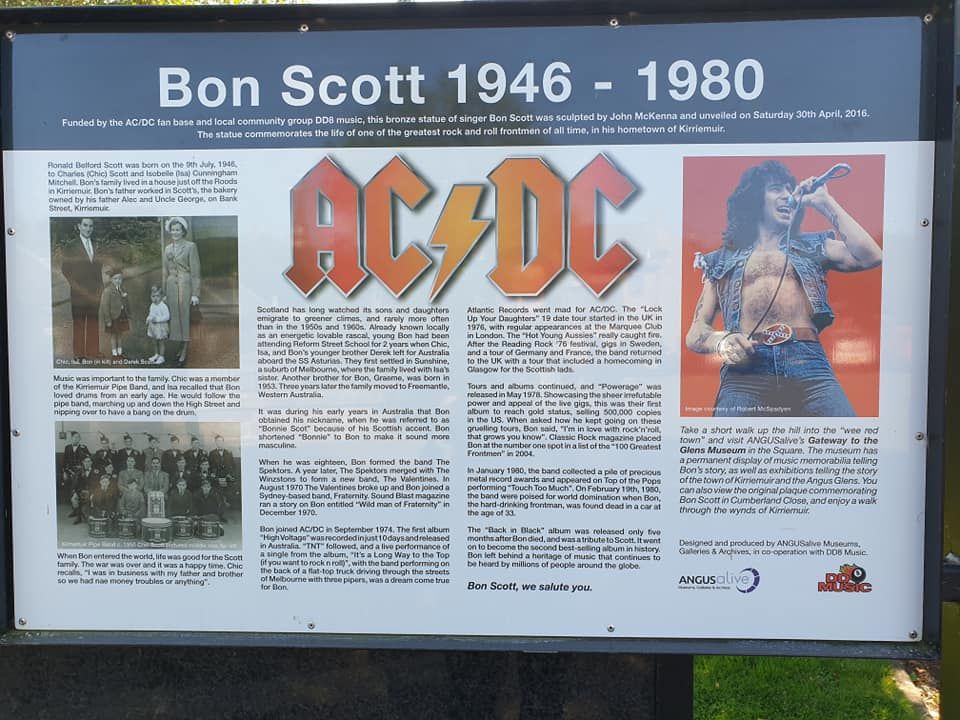 Bon Scott 1946 - 1980
Funded by the AC/DC fan base and local community group DD8 music, this bronze statue of singer Bon Scott was sculpted by John McKenna and unveiled on Saturday 30th April, 2016.
The statue commemorates the life of one of the greatest rock and roll frontmen of all time, in his hometown of Kirriemuir.
Ronald Belford Scott was born on the 9th July, 1946,
to Charles (Chic) Scott and Isobelle (Isa) Cunningham
Mitchell. Bon's family lived in a house just off the Roods
in Kirriemuir. Bon's father worked in Scott's, the bakery
owned by his father Alec and Uncle George, on Bank
Street, Kirriemuir.
Chic, Isa, Bon (in kilt) and Derek
Music was important to the family. Chic was a member
of the Kirriemuir Pipe Band, and Isa recalled that Bon
loved drums from an early age. He would follow the
pipe band, marching up and down the High Street and
nipping over to have a bang on the drum.
Kirriemuir Pipe Band c. 1950
When Bon entered the world, life was good for the Scott
family. The war was over and it was a happy time. Chic
recalls, "I was in business with my father and brother
so we had nae money troubles or anything".
AC/DC
Scotland has long watched its sons and daughters
emigrate to greener climes, and rarely more often
than in the 1950s and 1960s. Already known locally
as an energetic lovable rascal, young Bon had been
attending Reform Street School for 2 years when Chic,
Isa, and Bon's younger brother Derek left for Australia
aboard the SS Asturias. They first settled in Sunshine,
a suburb of Melbourne, where the family lived with Isa's
sister. Another brother for Bon, Graeme, was born in
1953. Three years later the family moved to Fremantle,
Western Australia.
It was during his early years in Australia that Bon
obtained his nickname, when he was referred to as
"Bonnie Scot" because of his Scottish accent. Bon
shortened "Bonnie" to Bon to make it sound more
masculine.
When he was eighteen, Bon formed the band The
Spektors. A year later, The Spektors merged with The
Winzstons to form a new band, The Valentines. In
August 1970 The Valentines broke up and Bon joined a
Sydney-based band, Fraternity. Sound Blast magazine
ran a story on Bon entitled "Wild man of Fraternity" in
December 1970.
Bon joined AC/DC in September 1974. The first album
"High Voltage" was recorded in just 10 days and released
in Australia. "TNT" followed, and a live performance of
a single from the album, "It's a Long Way to the Top
(if you want to rock n roll)", with the band performing on
the back of a flat-top truck driving through the streets
of Melbourne with three pipers, was a dream come true
for Bon.
Atlantic Records went mad for AC/DC. The "Lock
Up Your Daughters" 19 date tour started in the UK in
1976, with regular appearances at the Marquee Club
in London. The "Hot Young Aussies" really caught fire.
After the Reading Rock '76 festival, gigs in Sweden,
and a tour of Germany and France, the band returned
to the UK with a tour that included a homecoming in
Glasgow for the Scottish lads.
Tours and albums continued, and "Powerage" was
released in May 1978. Showcasing the sheer irrefutable
power and appeal of the live gigs, this was their first
album to reach gold status, selling 500,000 copies
in the US. When asked how he kept going on these
gruelling tours, Bon said, "I'm in love with rock'n'roll,
that grows you know". Classic Rock magazine placed
Bon at the number one spot in a list of the "100 Greatest
Frontmen" in 2004.
In January 1980, the band collected a pile of precious
metal record awards and appeared on Top of the Pops
performing "Touch Too Much". On February 19th, 1980,
the band were poised for world domination when Bon,
the hard-drinking frontman, was found dead in a car at
the age of 33.
The "Back in Black" album was released only five
months after Bon died, and was a tribute to Scott. It went
on to become the second best-selling album in history.
Bon left behind a heritage of music that continues to
be heard by millions of people around the globe.
Bon Scott, we salute you.
Image courtesy of Robert McSpadyen
Take a short walk up the hill into the "wee red
town" and visit ANGUSalive's Gateway to the
Glens Museum in the Square. The museum has
a permanent display of music memorabilia telling
Bon's story, as well as exhibitions telling the story
of the town of Kirriemuir and the Angus Glens. You
can also view the original plaque commemorating
Bon Scott in Cumberland Close, and enjoy a walk
through the wynds of Kirriemuir.
Designed and produced by ANGUSalive Museums,
Galleries & Archives, in co-operation with DD8 Music.
ANGUSalive
Museums, Galleries & Archives
DD8
MUSIC